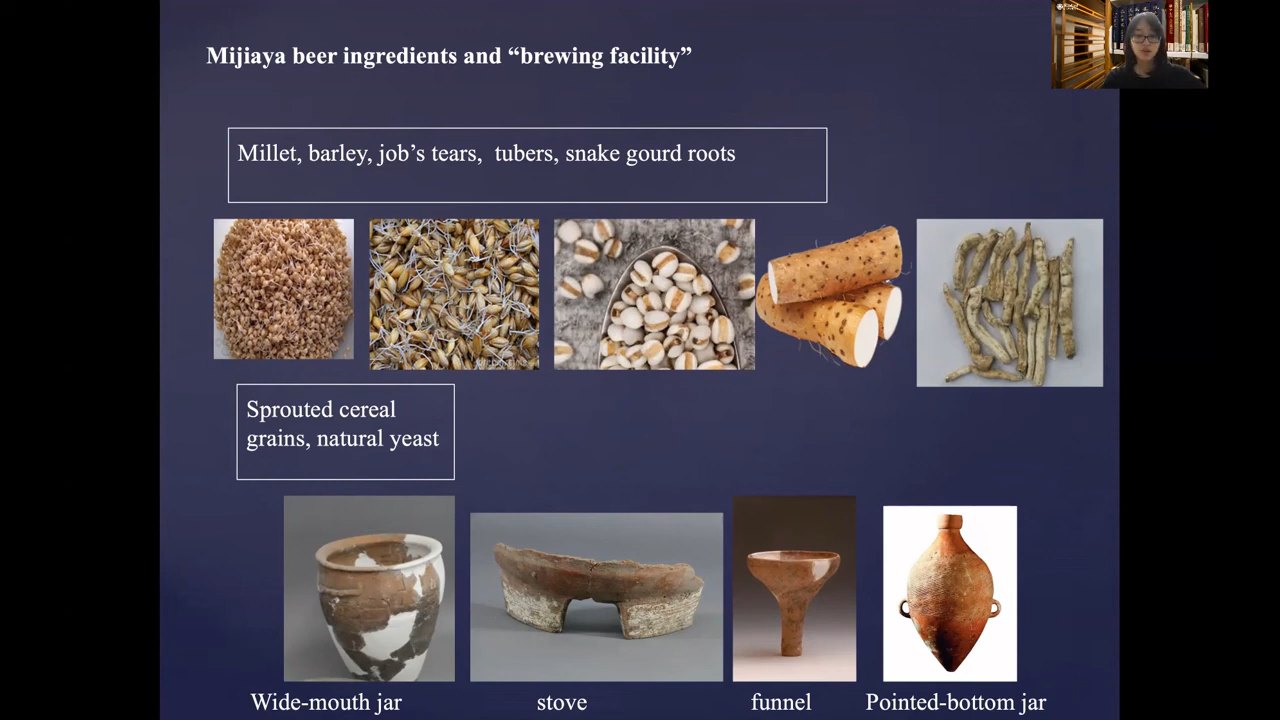 Mijiaya beer ingredients and “brewing facility”
Millet, barley, job’s tears, tubers, snake gourd roots
Sprouted cereal
grains, natural yeast
Wide-mouth jar
stove
funnel
Pointed-bottom jar